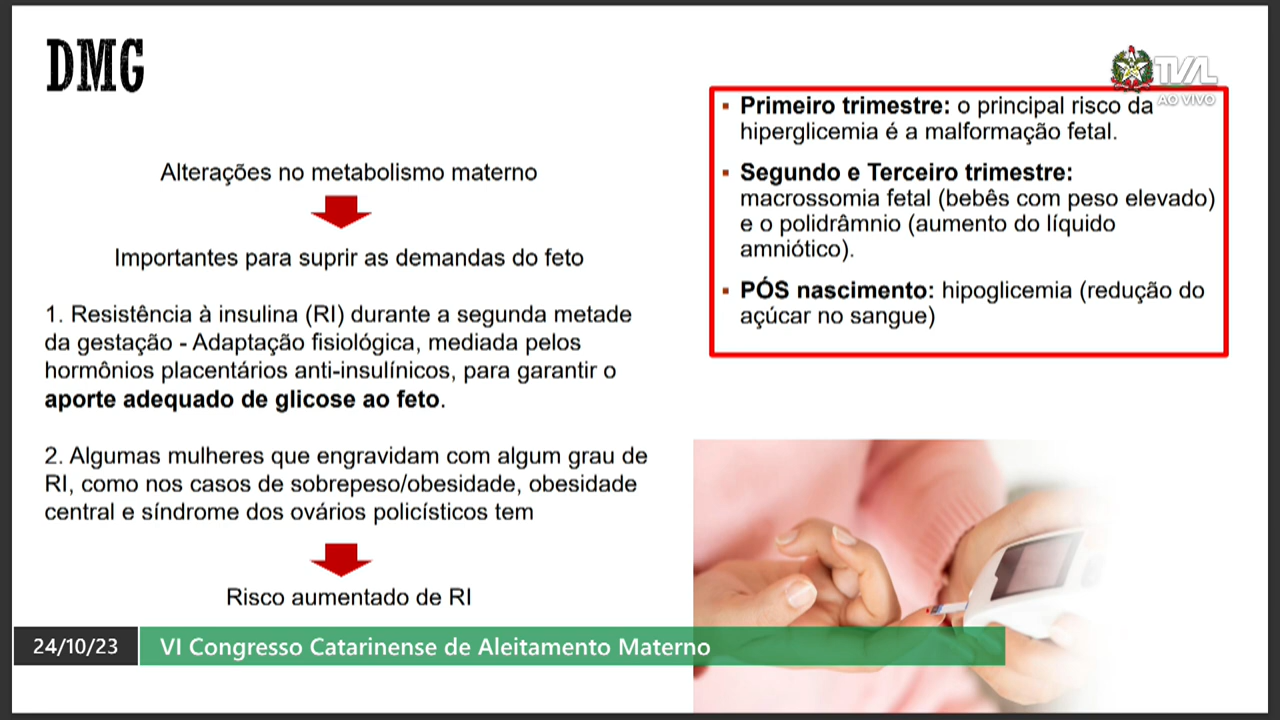 DMG
TVAL
AO VIVO
Alterações no metabolismo materno
Importantes para suprir as demandas do feto
1. Resistência à insulina (RI) durante a segunda metade
da gestação - Adaptação fisiológica, mediada pelos
hormônios placentários anti-insulínicos, para garantir o
aporte adequado de glicose ao feto.
2. Algumas mulheres que engravidam com algum grau de
RI, como nos casos de sobrepeso/obesidade, obesidade
central e síndrome dos ovários policísticos tem
Risco aumentado de RI
▪ Primeiro trimestre: o principal risco da
hiperglicemia é a malformação fetal.
▪ Segundo e Terceiro trimestre:
macrossomia fetal (bebês com peso elevado)
e o polidrâmnio (aumento do líquido
amniótico).
▪ PÓS nascimento: hipoglicemia (redução do
açúcar no sangue)
24/10/23
VI Congresso Catarinense de Aleitamento Materno